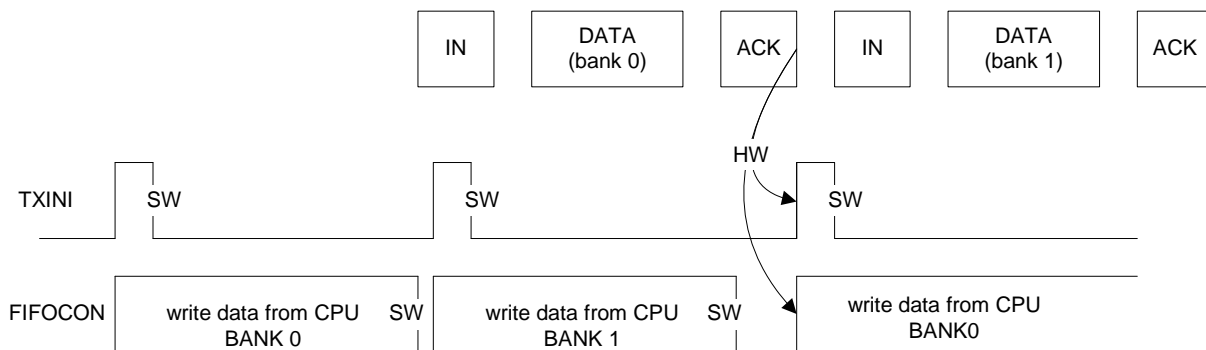 IN
DATA
(bank 0)
ACK
IN
DATA
(bank 1)
ACK
HW
TXINI
SW
SW
SW
FIFOCON
write data from CPU
BANK 0
SW
write data from CPU
BANK 1
SW
write data from CPU
BANK0